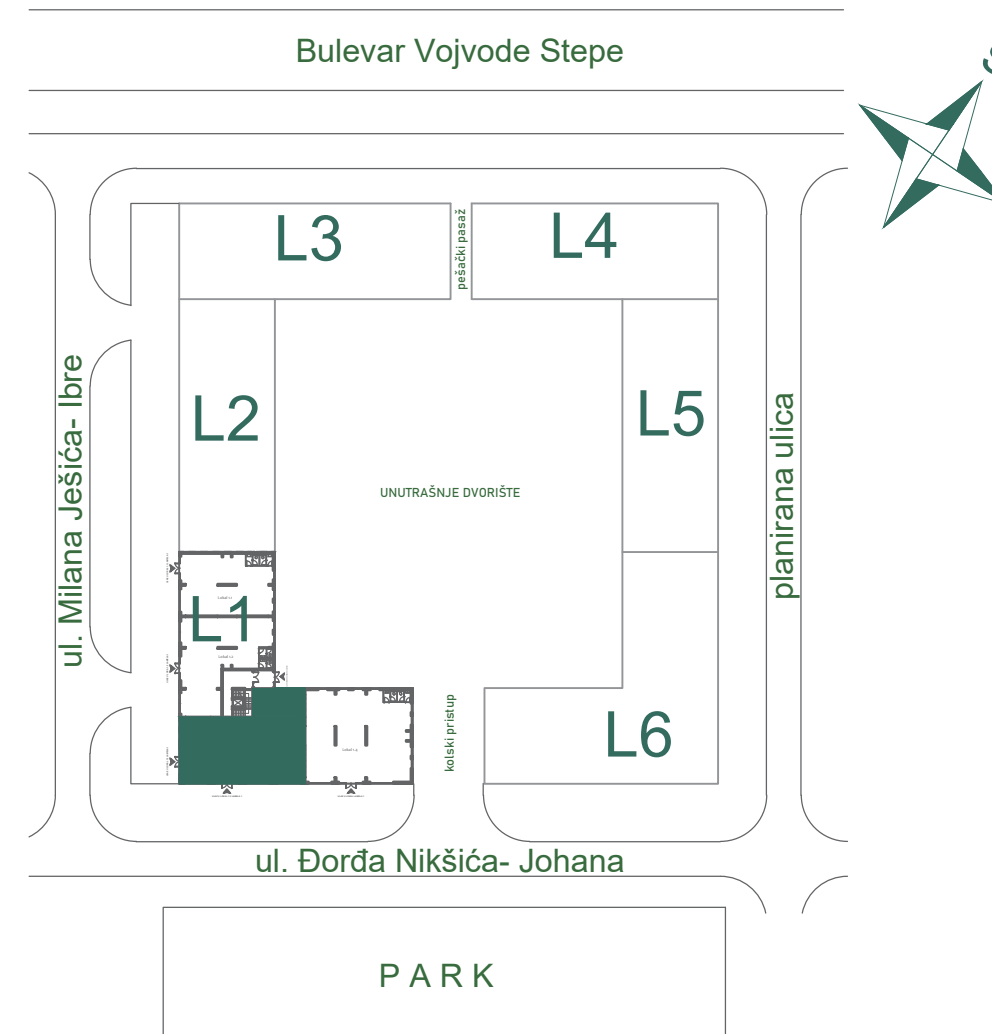 Bulevar Vojvode Stepe
S
L3
pešački pasaž
L4
L2
L5
ul. Milana Ješića- Ibre
UNUTRAŠNJE DVORIŠTE
planirana ulica
L1
kolski pristup
L6
ul. Đorđa Nikšića- Johana
PARK